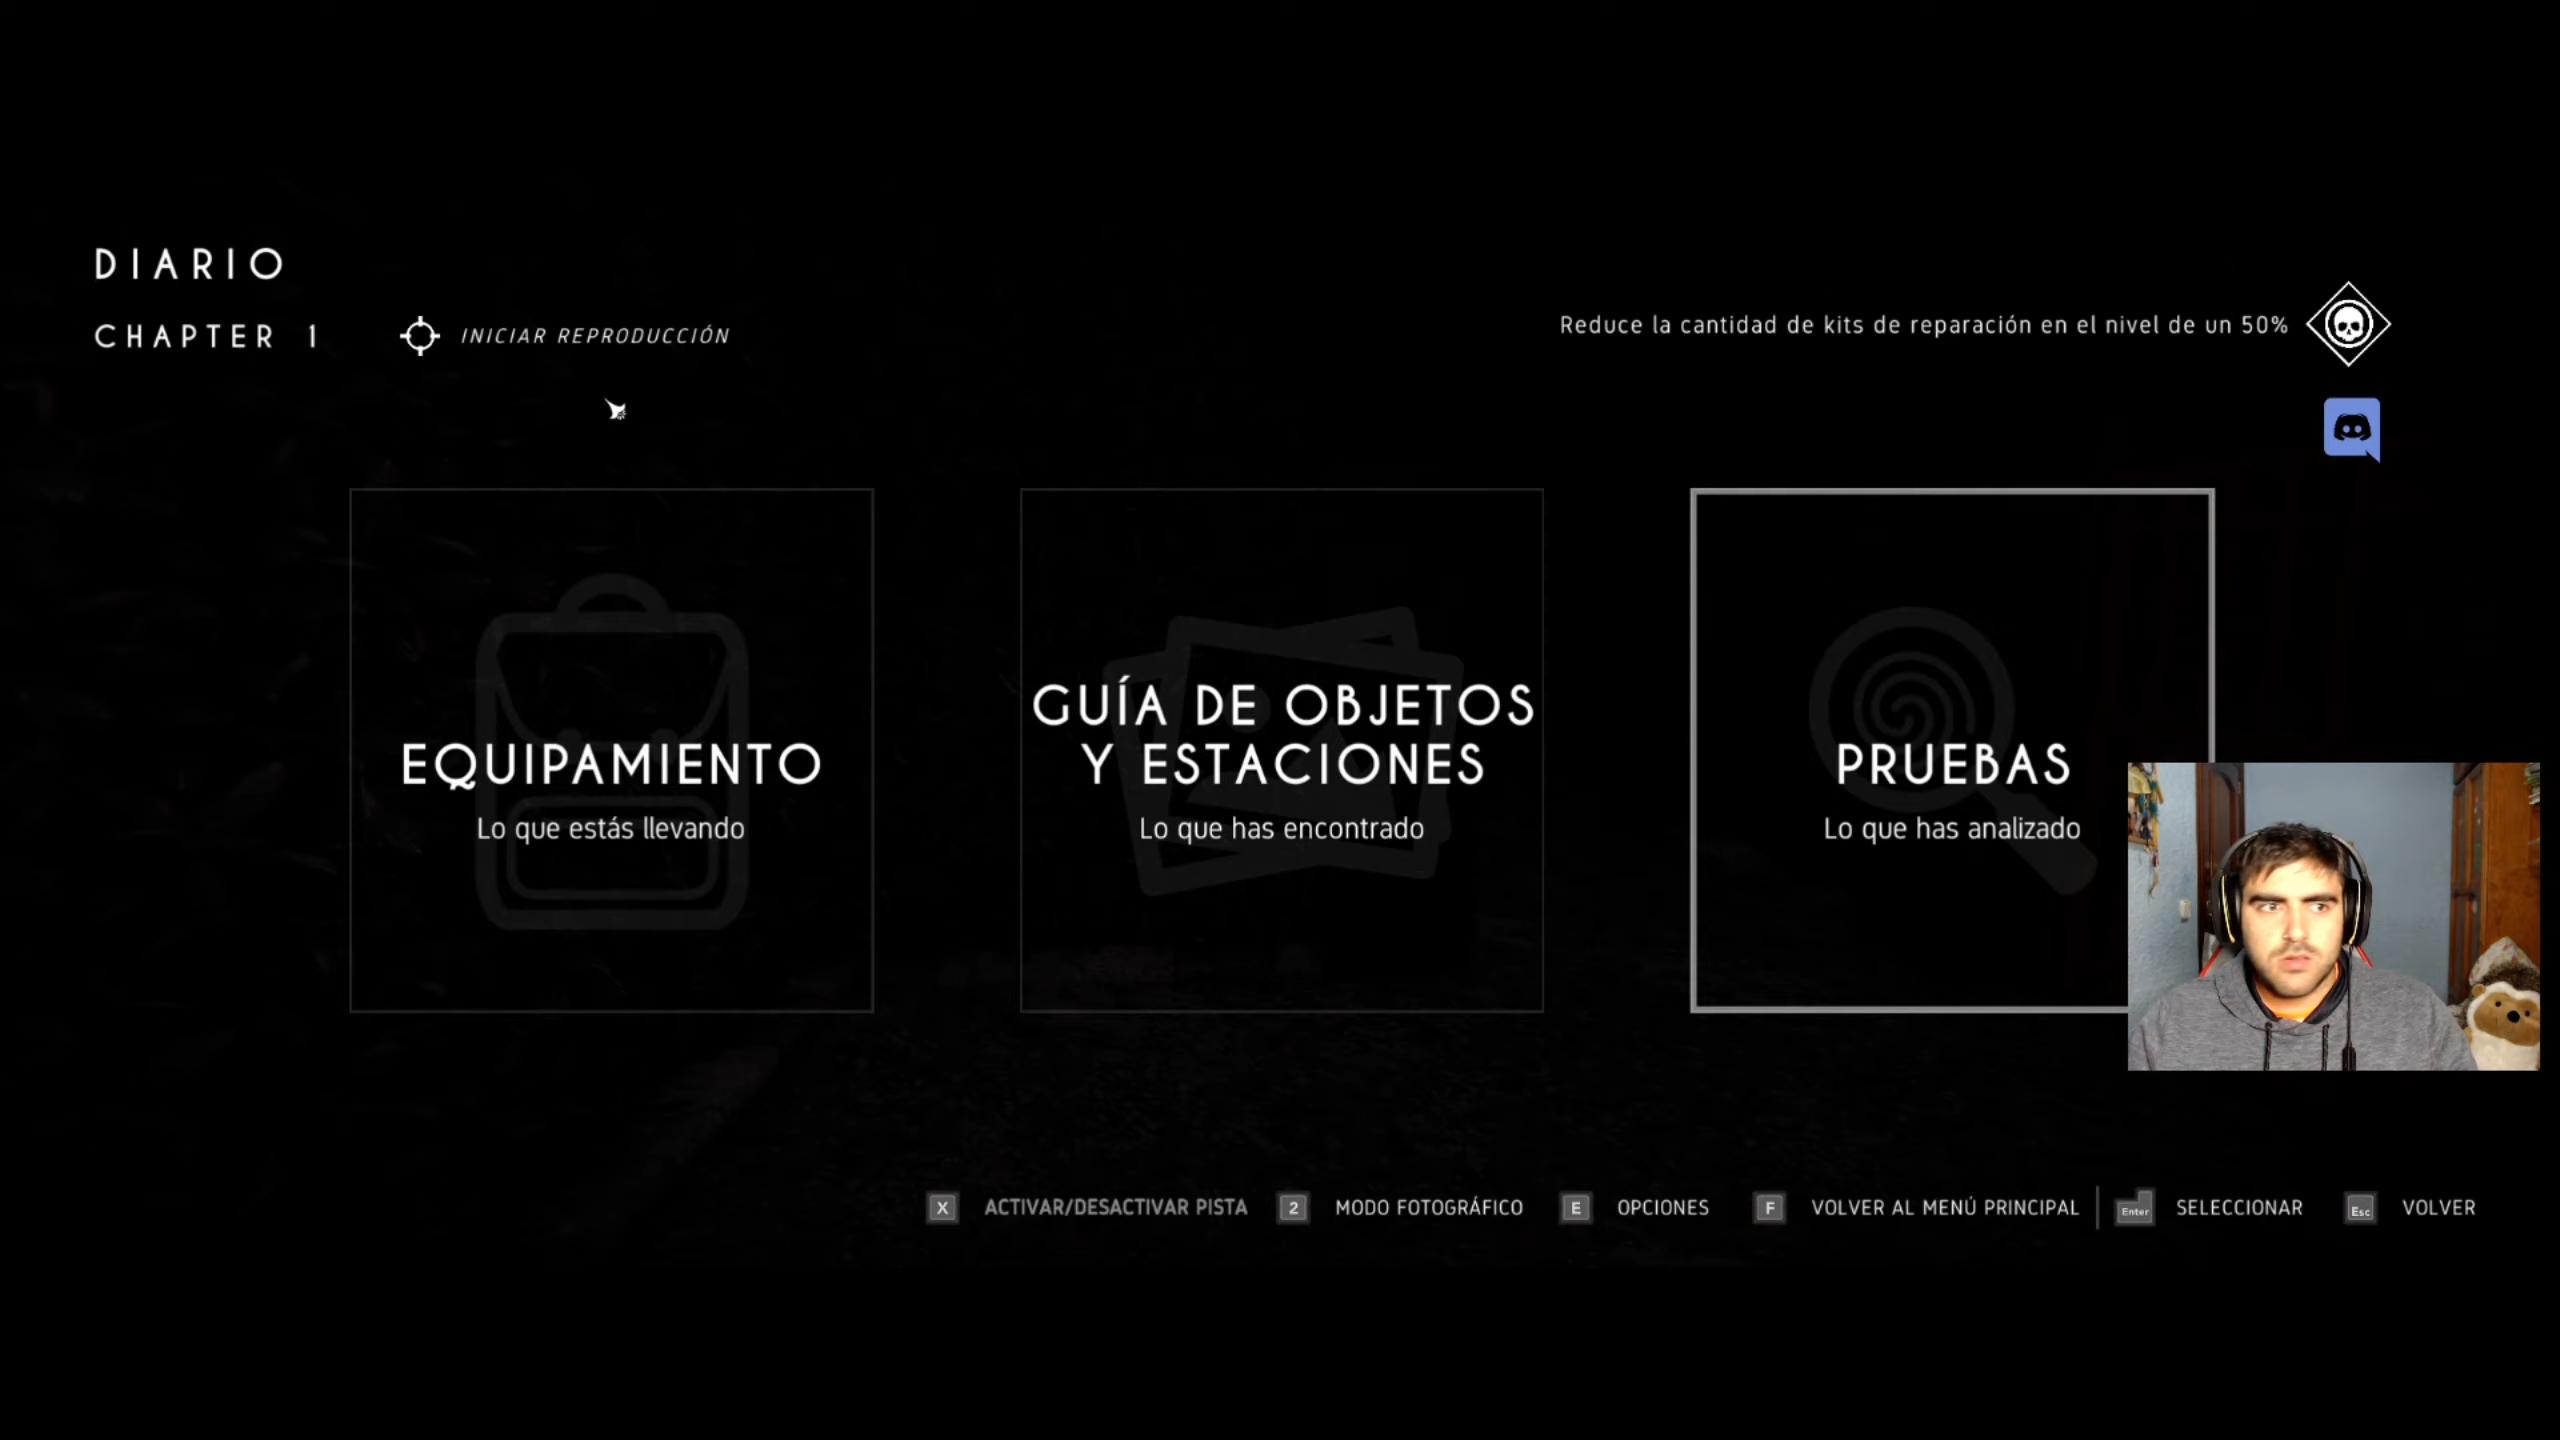 DIARIO
CHAPTER 1
INICIAR REPRODUCCIÓN
Reduce la cantidad de kits de reparación en el nivel de un 50%
EQUIPAMIENTO
Lo que estás llevando
GUÍA DE OBJETOS
Y ESTACIONES
Lo que has encontrado
PRUEBAS
Lo que has analizado
X ACTIVAR/DESACTIVAR PISTA 2 MODO FOTOGRÁFICO E OPCIONES F VOLVER AL MENÚ PRINCIPAL Enter SELECCIONAR Esc VOLVER